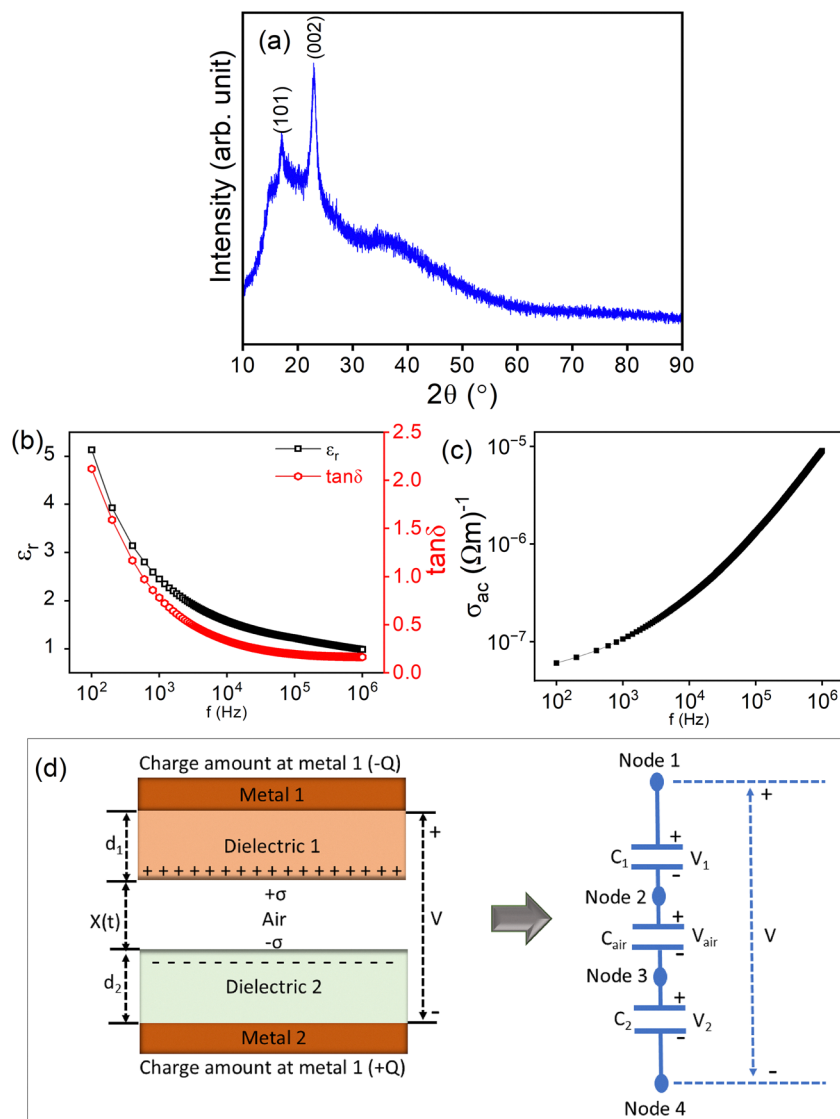 (a)
(002)
(101)
Intensity (arb. unit)
10 20 30 40 50 60 70 80 90
2θ (°)
(b)
5
4
3
2
1
εr
2.5
2.0
1.5
1.0
0.5
0.0
tanδ
εr
tanδ
10² 10³ 10⁴ 10⁵ 10⁶
f (Hz)
(c)
10⁻⁵
10⁻⁶
10⁻⁷
σac (Ωm)⁻¹
10² 10³ 10⁴ 10⁵ 10⁶
f (Hz)
(d)
Charge amount at metal 1 (-Q)
Metal 1
d₁
Dielectric 1
+
+ + + + + + + + + + + + + + +
+σ
X(t)
Air
V
-σ
d₂
- - - - - - - - - - - - - - - -
Dielectric 2
-
Metal 2
Charge amount at metal 1 (+Q)
Node 1
+
+
C₁ V₁
-
Node 2
+
Cair Vair
V
-
Node 3
+
C₂ V₂
-
-
Node 4